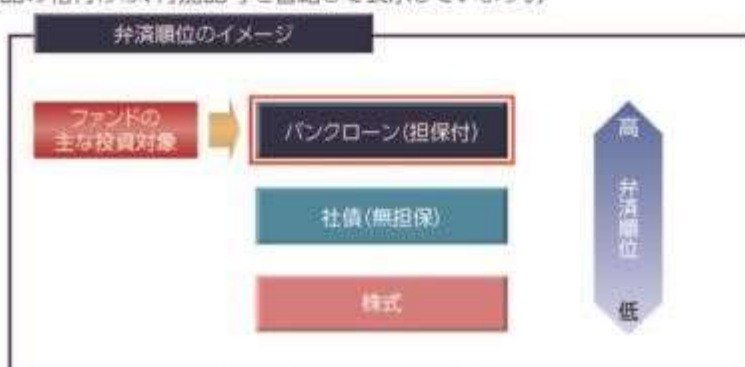 弁済順位のイメージ
ファンドの
主な投資対象
バンクローン(担保付)
社債(無担保)
株式
高
弁済順位
低